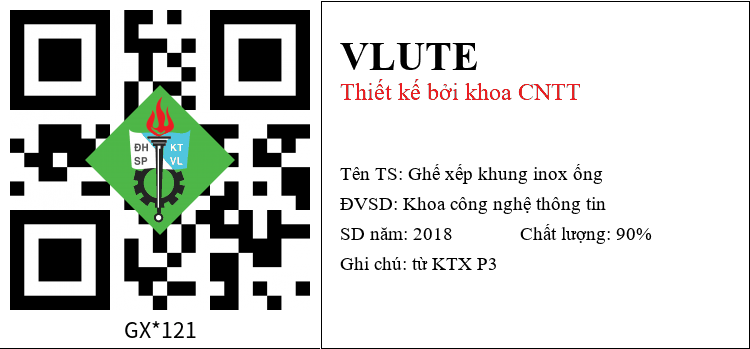 ĐH KT
SP VL
GX*121
VLUTE
Thiết kế bởi khoa CNTT
Tên TS: Ghế xếp khung inox ống
ĐVSD: Khoa công nghệ thông tin
SD năm: 2018 Chất lượng: 90%
Ghi chú: từ KTX P3